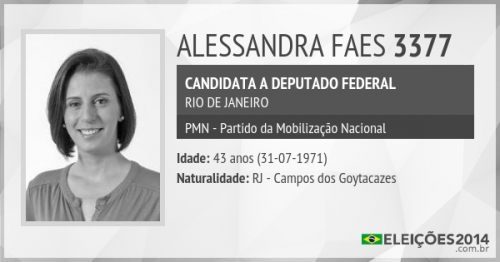 ALESSANDRA FAES 3377
CANDIDATA A DEPUTADO FEDERAL
RIO DE JANEIRO
PMN - Partido da Mobilização Nacional
Idade: 43 anos (31-07-1971)
Naturalidade: RJ - Campos dos Goytacazes
ELEIÇÕES2014
.com.br